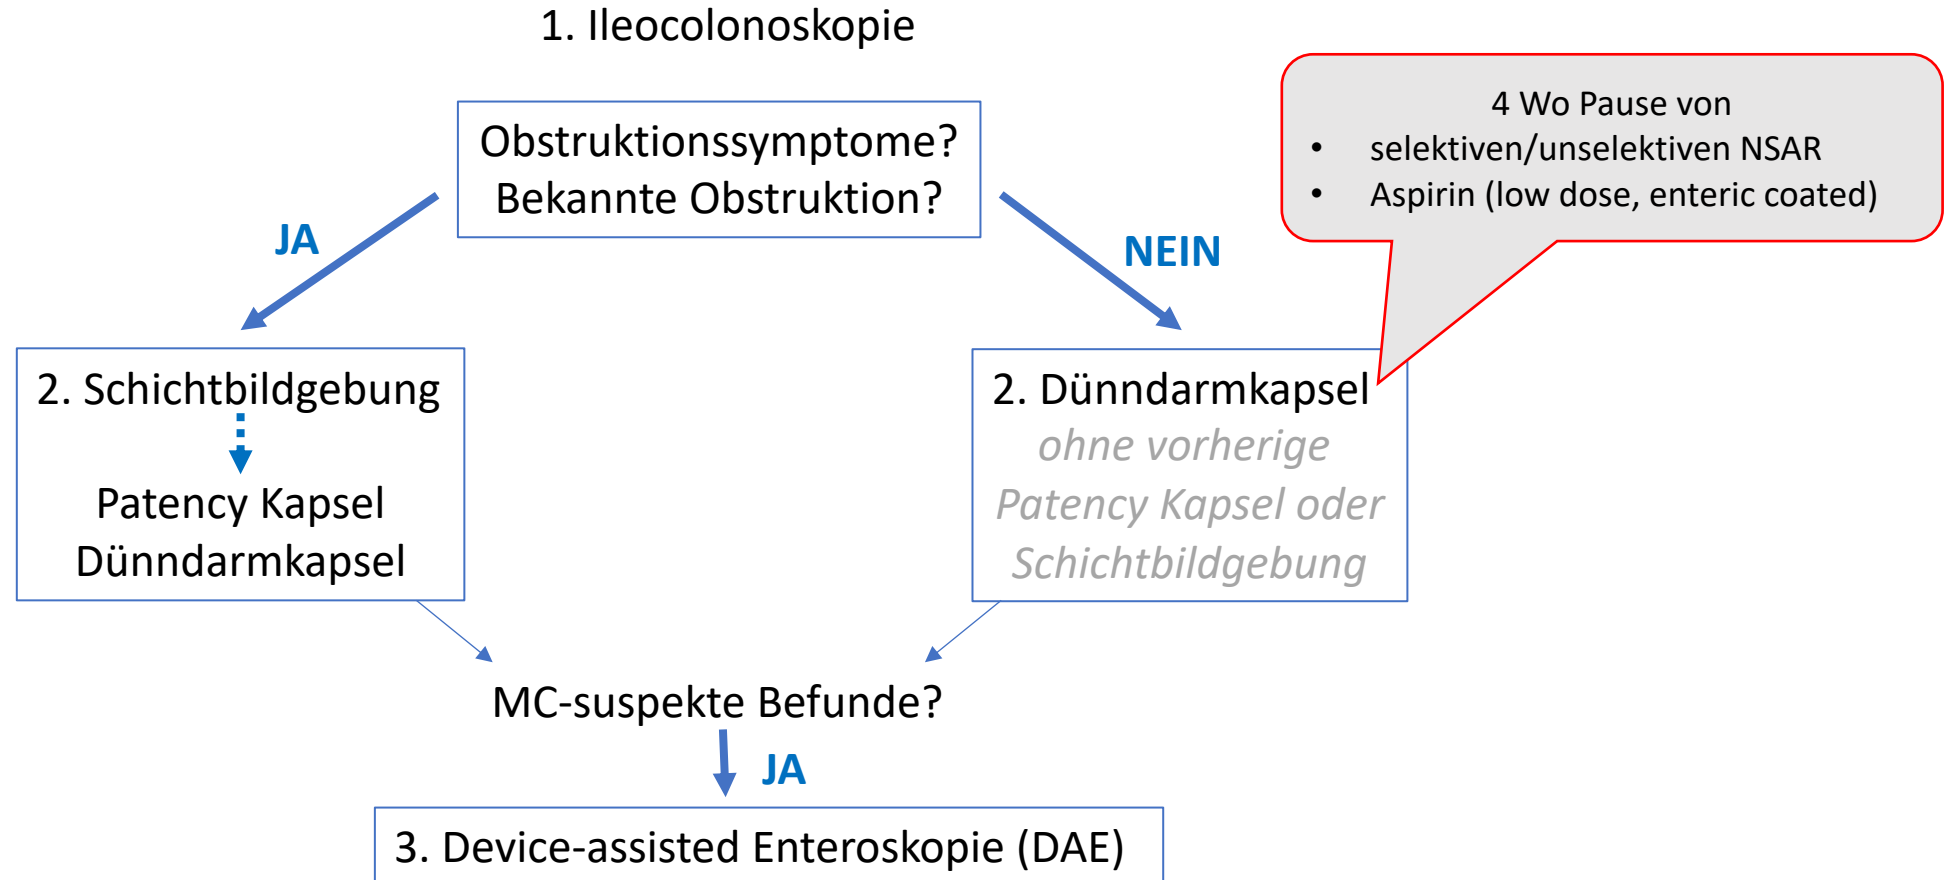 1. Ileocolonoskopie
Obstruktionssymptome?
Bekannte Obstruktion?
4 Wo Pause von
• selektiven/unselektiven NSAR
• Aspirin (low dose, enteric coated)
JA
NEIN
2. Schichtbildgebung
Patency Kapsel
Dünndarmkapsel
2. Dünndarmkapsel
ohne vorherige
Patency Kapsel oder
Schichtbildgebung
MC-suspekte Befunde?
JA
3. Device-assisted Enteroskopie (DAE)